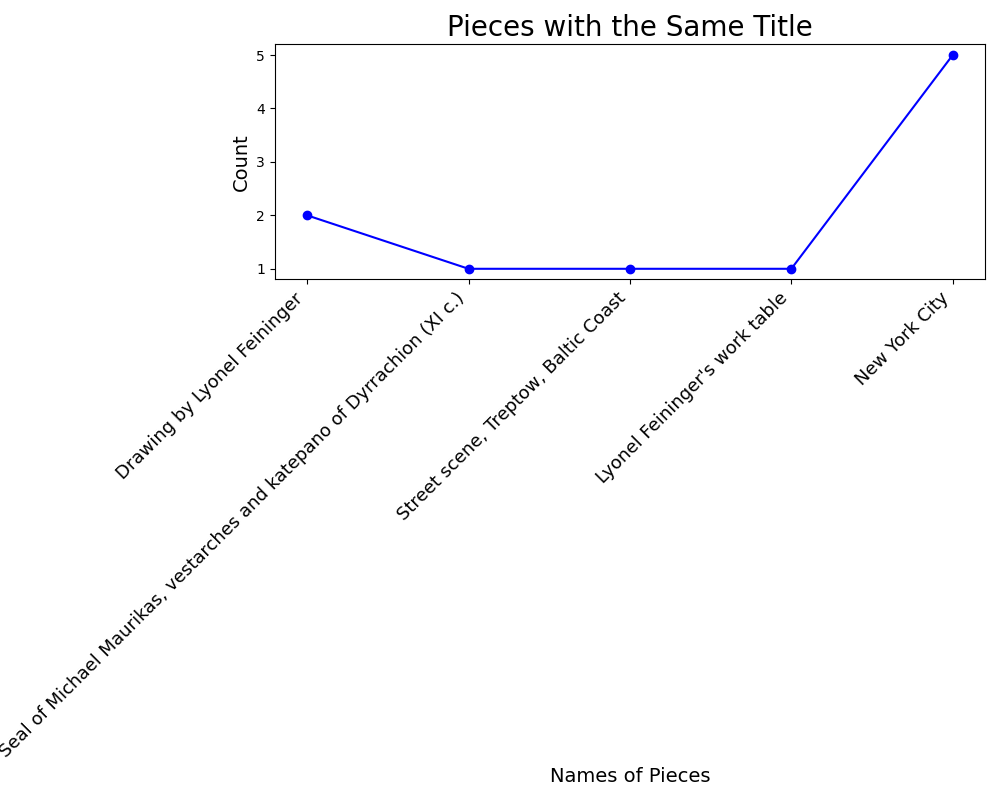 Pieces with the Same Title
Count
5
4
3
2
1
Drawing by Lyonel Feininger
Seal of Michael Maurikas, vestarches and katepano of Dyrrachion (XI c.)
Street scene, Treptow, Baltic Coast
Lyonel Feininger's work table
New York City
Names of Pieces